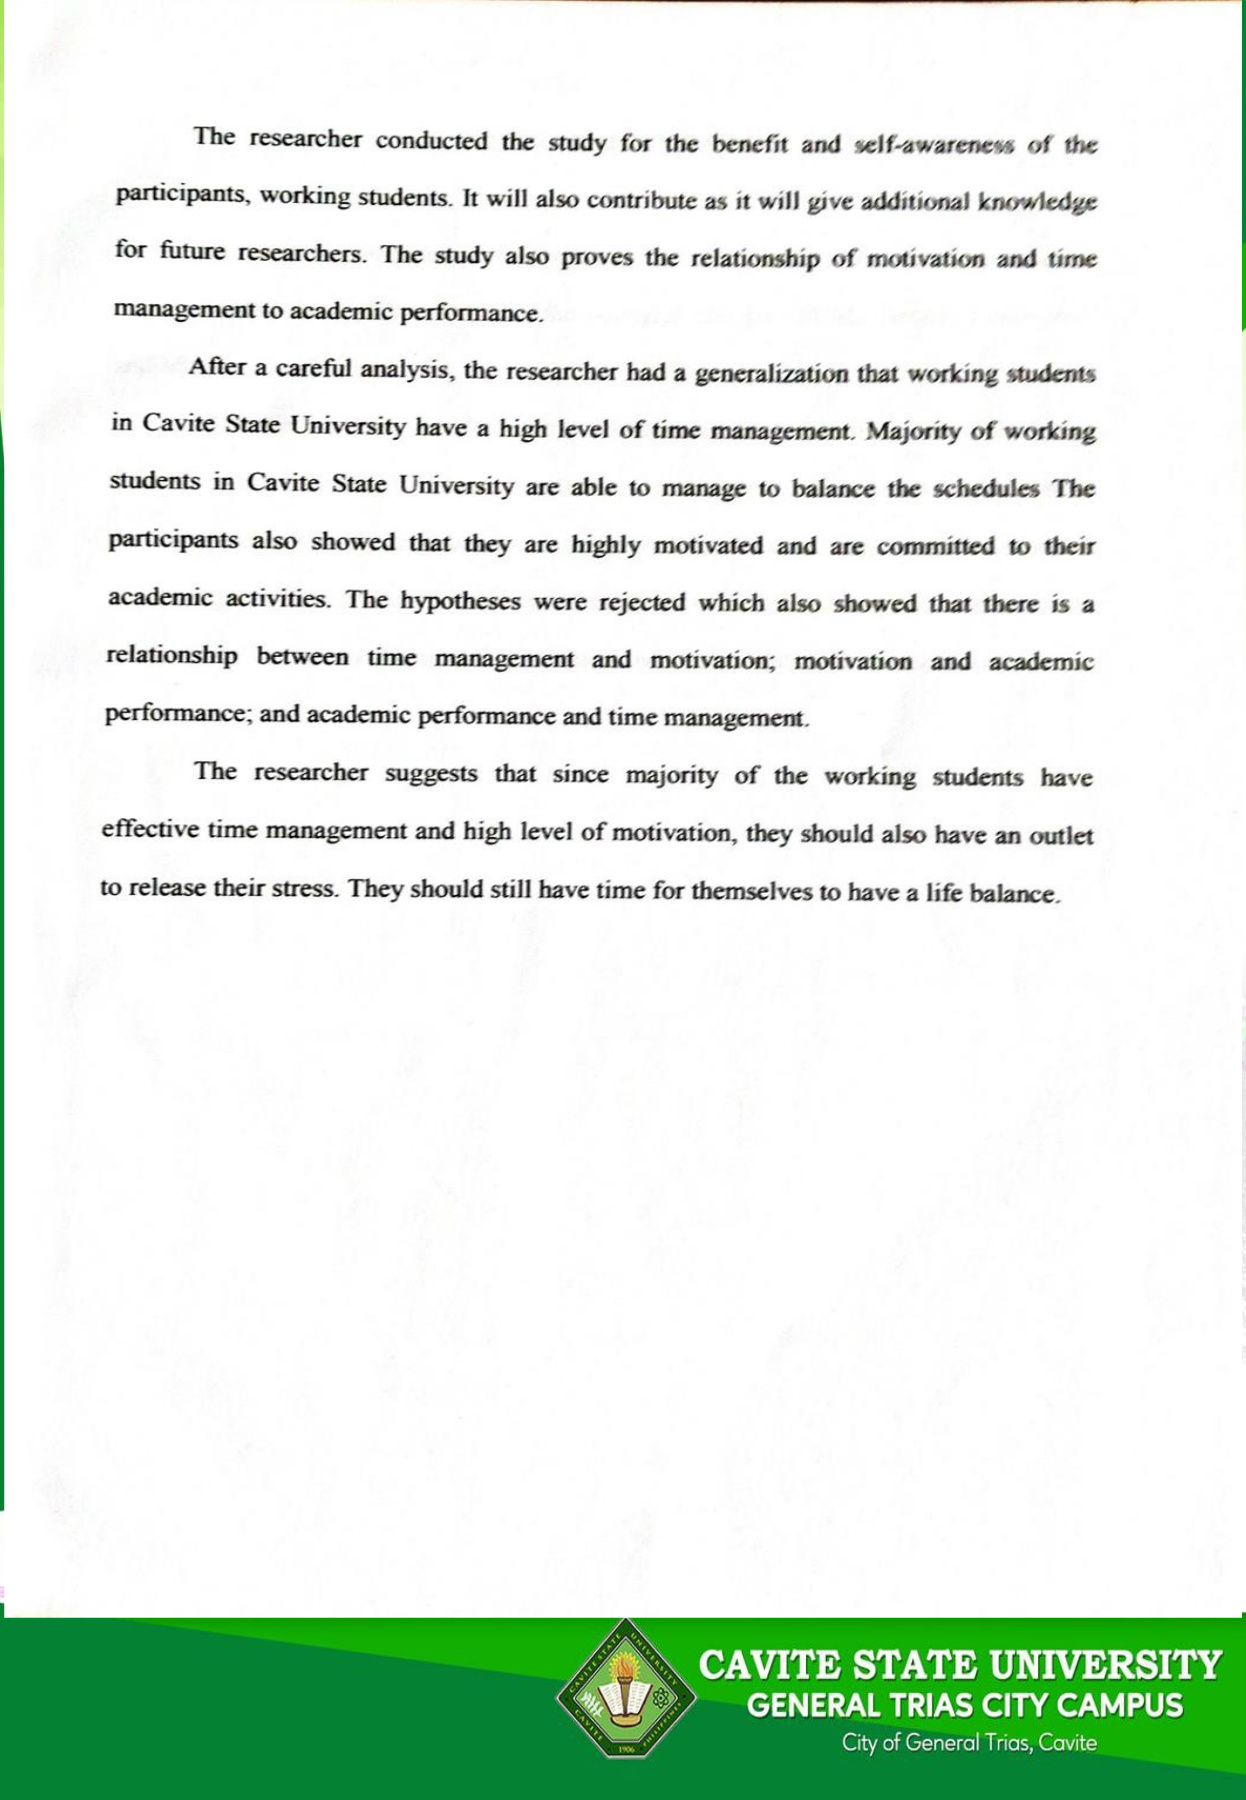 The researcher conducted the study for the benefit and self-awareness of the
participants, working students. It will also contribute as it will give additional knowledge
for future researchers. The study also proves the relationship of motivation and time
management to academic performance.
After a careful analysis, the researcher had a generalization that working students
in Cavite State University have a high level of time management. Majority of working
students in Cavite State University are able to manage to balance the schedules The
participants also showed that they are highly motivated and are committed to their
academic activities. The hypotheses were rejected which also showed that there is a
relationship between time management and motivation; motivation and academic
performance; and academic performance and time management.
The researcher suggests that since majority of the working students have
effective time management and high level of motivation, they should also have an outlet
to release their stress. They should still have time for themselves to have a life balance.
CAVITE STATE UNIVERSITY
CAVITE
PHILIPPINES
1906
CAVITE STATE UNIVERSITY
GENERAL TRIAS CITY CAMPUS
City of General Trias, Cavite